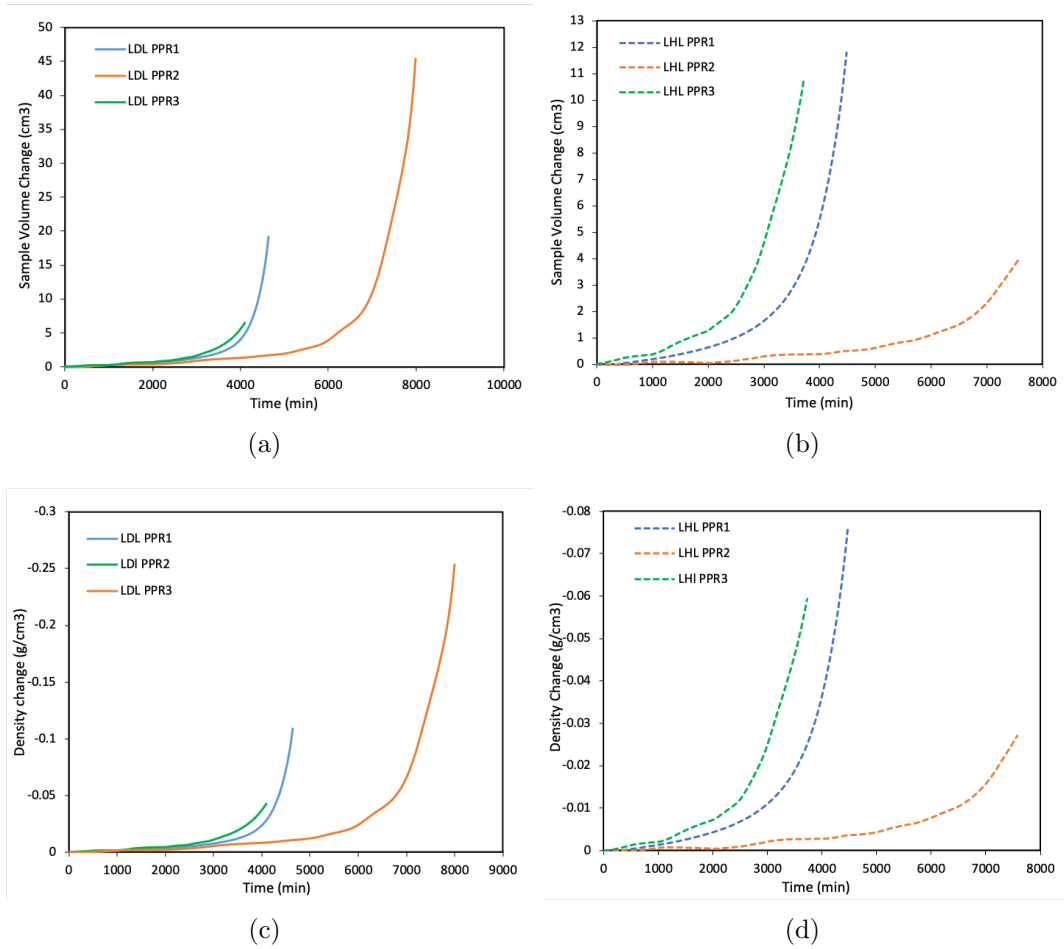 50
45
40
35
30
25
20
15
10
5
0
Sample Volume Change (cm3)
LDL PPR1
LDL PPR2
LDL PPR3
0 2000 4000 6000 8000 10000
Time (min)
(a)
13
12
11
10
9
8
7
6
5
4
3
2
1
0
Sample Volume Change (cm3)
LHL PPR1
LHL PPR2
LHL PPR3
0 1000 2000 3000 4000 5000 6000 7000 8000
Time (min)
(b)
-0.3
-0.25
-0.2
-0.15
-0.1
-0.05
0
Density change (g/cm3)
LDL PPR1
LDl PPR2
LDL PPR3
0 1000 2000 3000 4000 5000 6000 7000 8000 9000
Time (min)
(c)
-0.08
-0.07
-0.06
-0.05
-0.04
-0.03
-0.02
-0.01
0
Density Change (g/cm3)
LHL PPR1
LHL PPR2
LHl PPR3
0 1000 2000 3000 4000 5000 6000 7000 8000
Time (min)
(d)